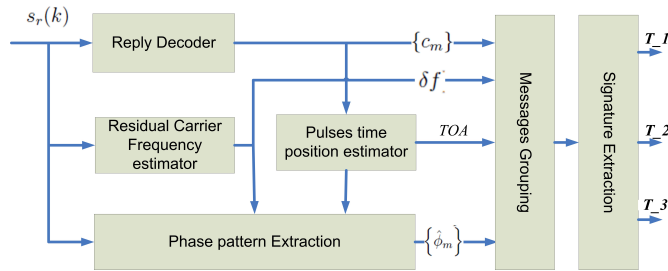 s_r(k)
Reply Decoder
{c_m}
δf
Residual Carrier
Frequency
estimator
Pulses time
position estimator
TOA
Phase pattern Extraction
{ϕ̂_m}
Messages Grouping
Signature Extraction
T_1
T_2
T_3